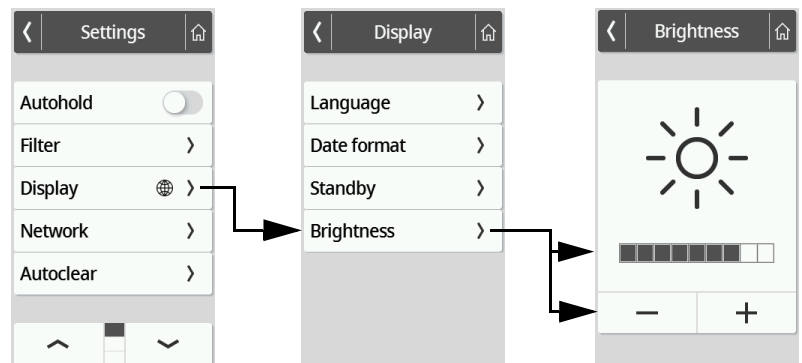 Settings
Autohold
Filter
Display
Network
Autoclear
Display
Language
Date format
Standby
Brightness
Brightness